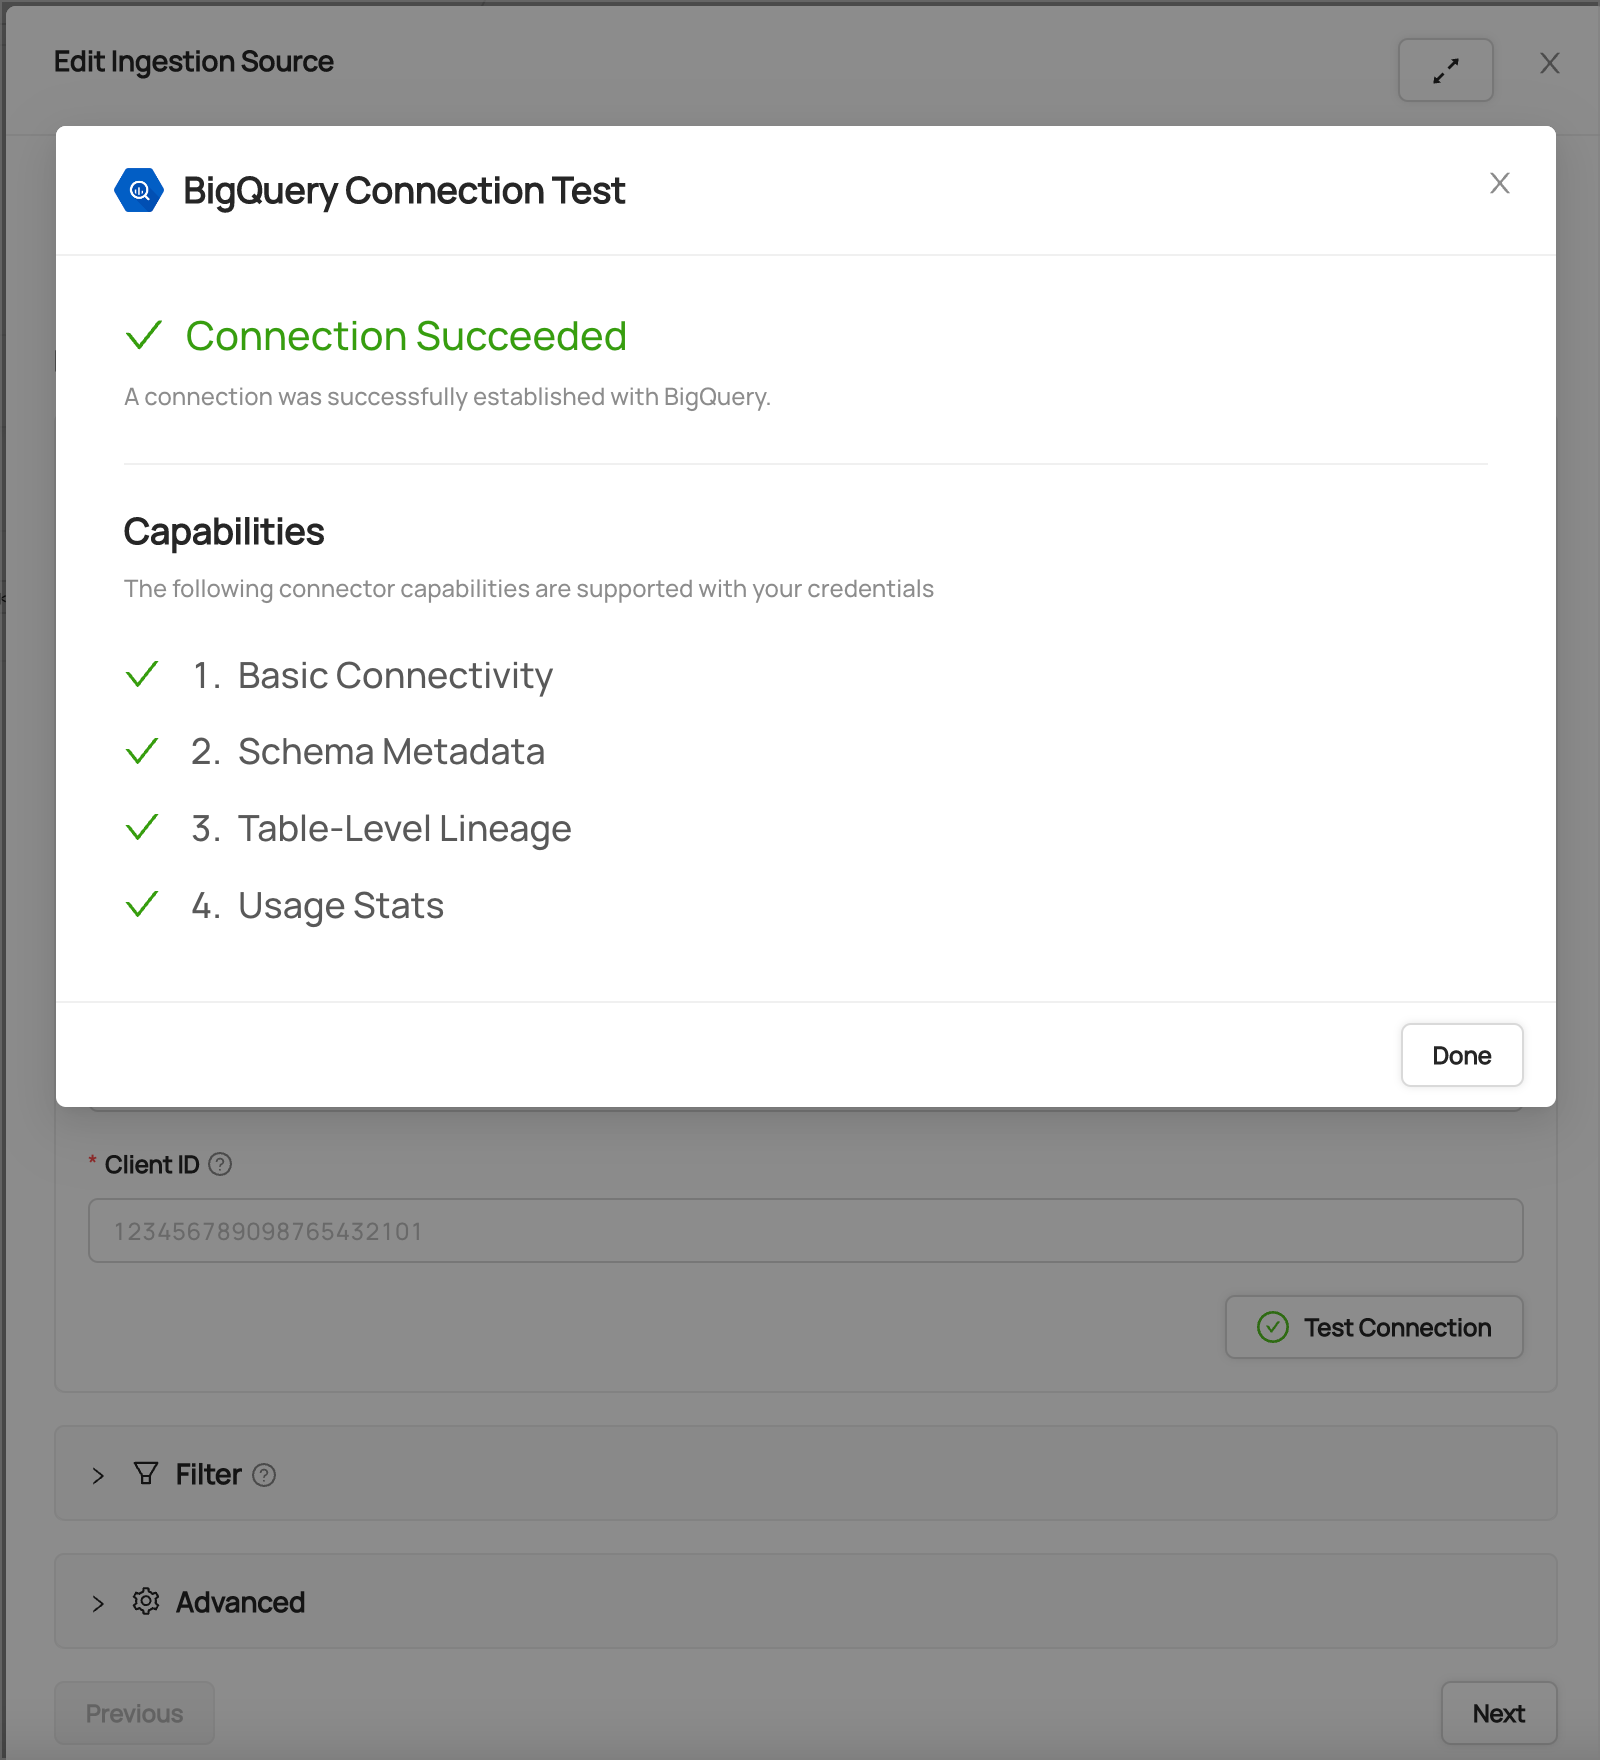 Edit Ingestion Source
BigQuery Connection Test
Connection Succeeded
A connection was successfully established with BigQuery.
Capabilities
The following connector capabilities are supported with your credentials
1. Basic Connectivity
2. Schema Metadata
3. Table-Level Lineage
4. Usage Stats
Done
* Client ID
123456789098765432101
Test Connection
Filter
Advanced
Previous
Next